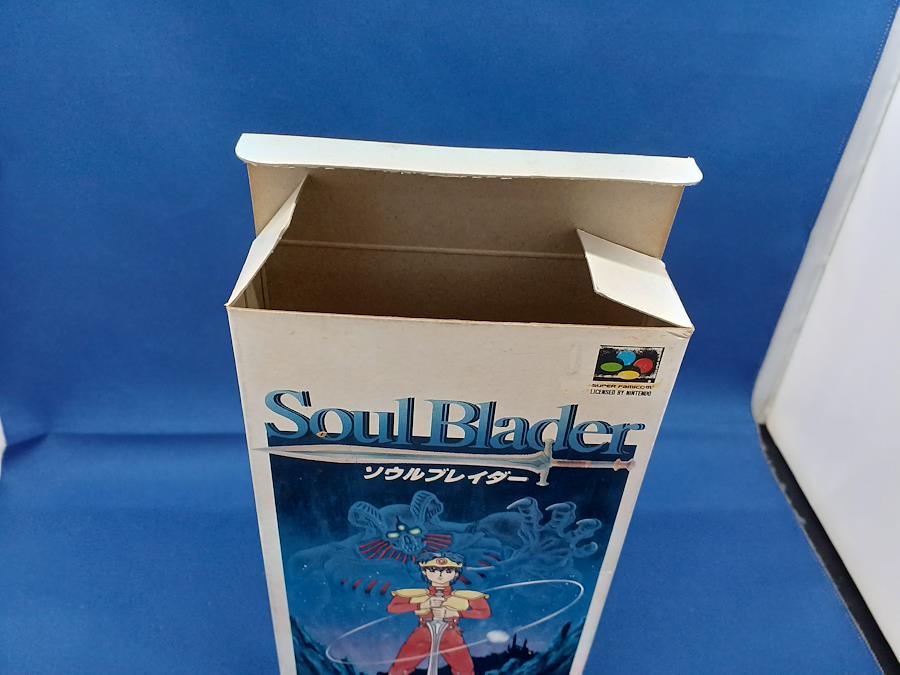 SUPER FAMICOM
LICENSED BY NINTENDO
Soul Blader
ソウルブレイダー